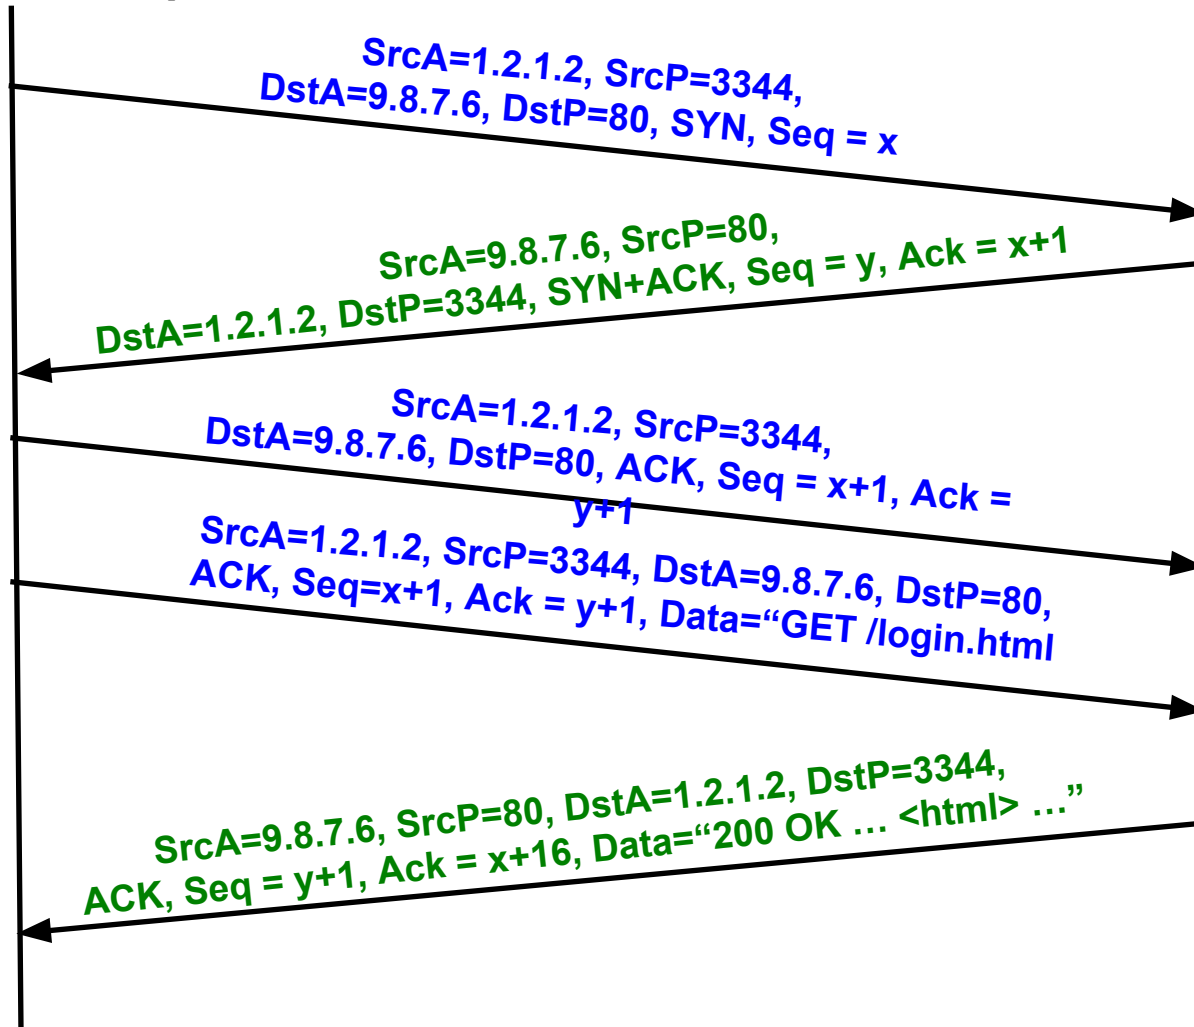 SrcA=1.2.1.2, SrcP=3344,
DstA=9.8.7.6, DstP=80, SYN, Seq = x
SrcA=9.8.7.6, SrcP=80,
DstA=1.2.1.2, DstP=3344, SYN+ACK, Seq = y, Ack = x+1
SrcA=1.2.1.2, SrcP=3344,
DstA=9.8.7.6, DstP=80, ACK, Seq = x+1, Ack =
y+1
SrcA=1.2.1.2, SrcP=3344, DstA=9.8.7.6, DstP=80,
ACK, Seq=x+1, Ack = y+1, Data=“GET /login.html
SrcA=9.8.7.6, SrcP=80, DstA=1.2.1.2, DstP=3344,
ACK, Seq = y+1, Ack = x+16, Data=“200 OK … <html> …”